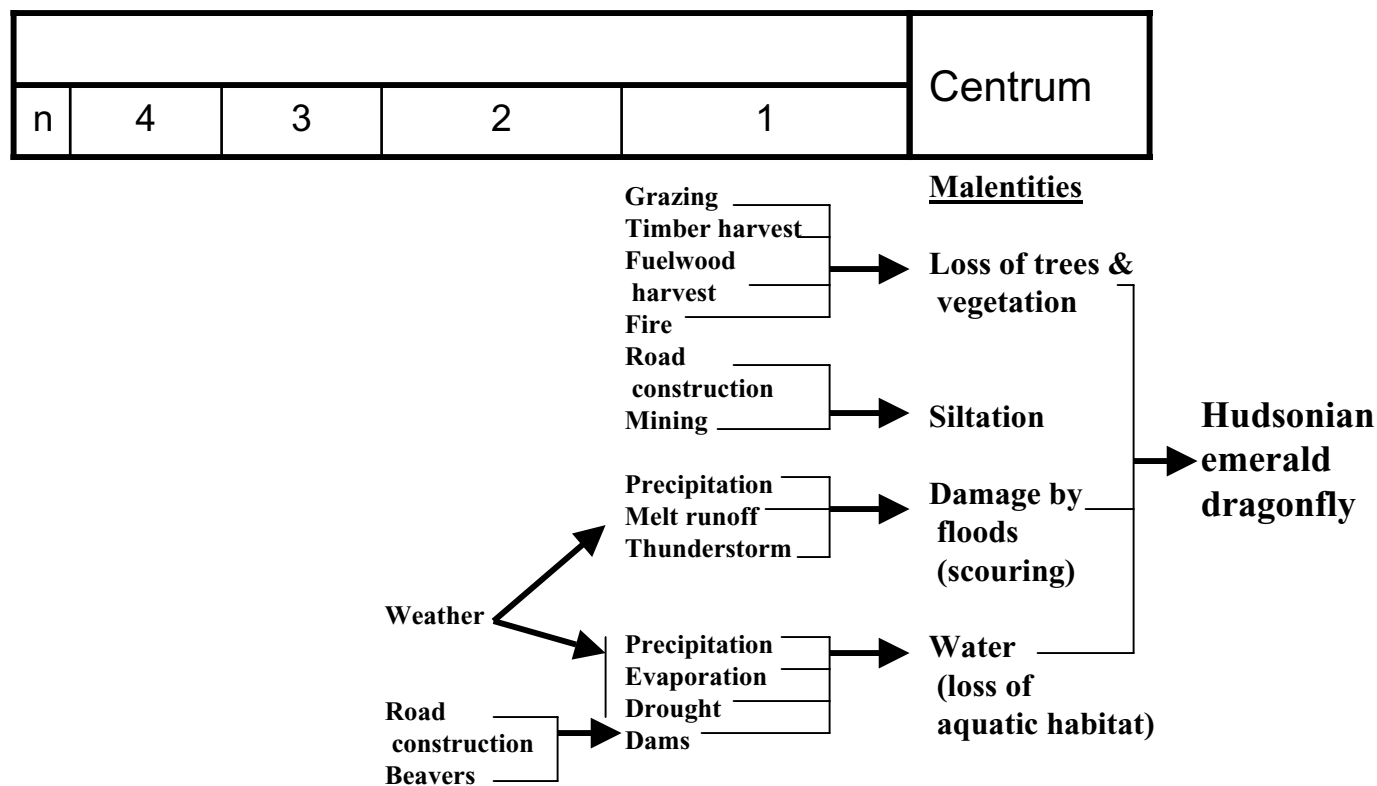 Centrum
n 4 3 2 1
Malentities
Grazing
Timber harvest
Fuelwood
harvest
Fire
Loss of trees &
vegetation
Road
construction
Mining
Siltation
Hudsonian
emerald
dragonfly
Precipitation
Melt runoff
Thunderstorm
Damage by
floods
(scouring)
Weather
Precipitation
Evaporation
Drought
Dams
Water
(loss of
aquatic habitat)
Road
construction
Beavers